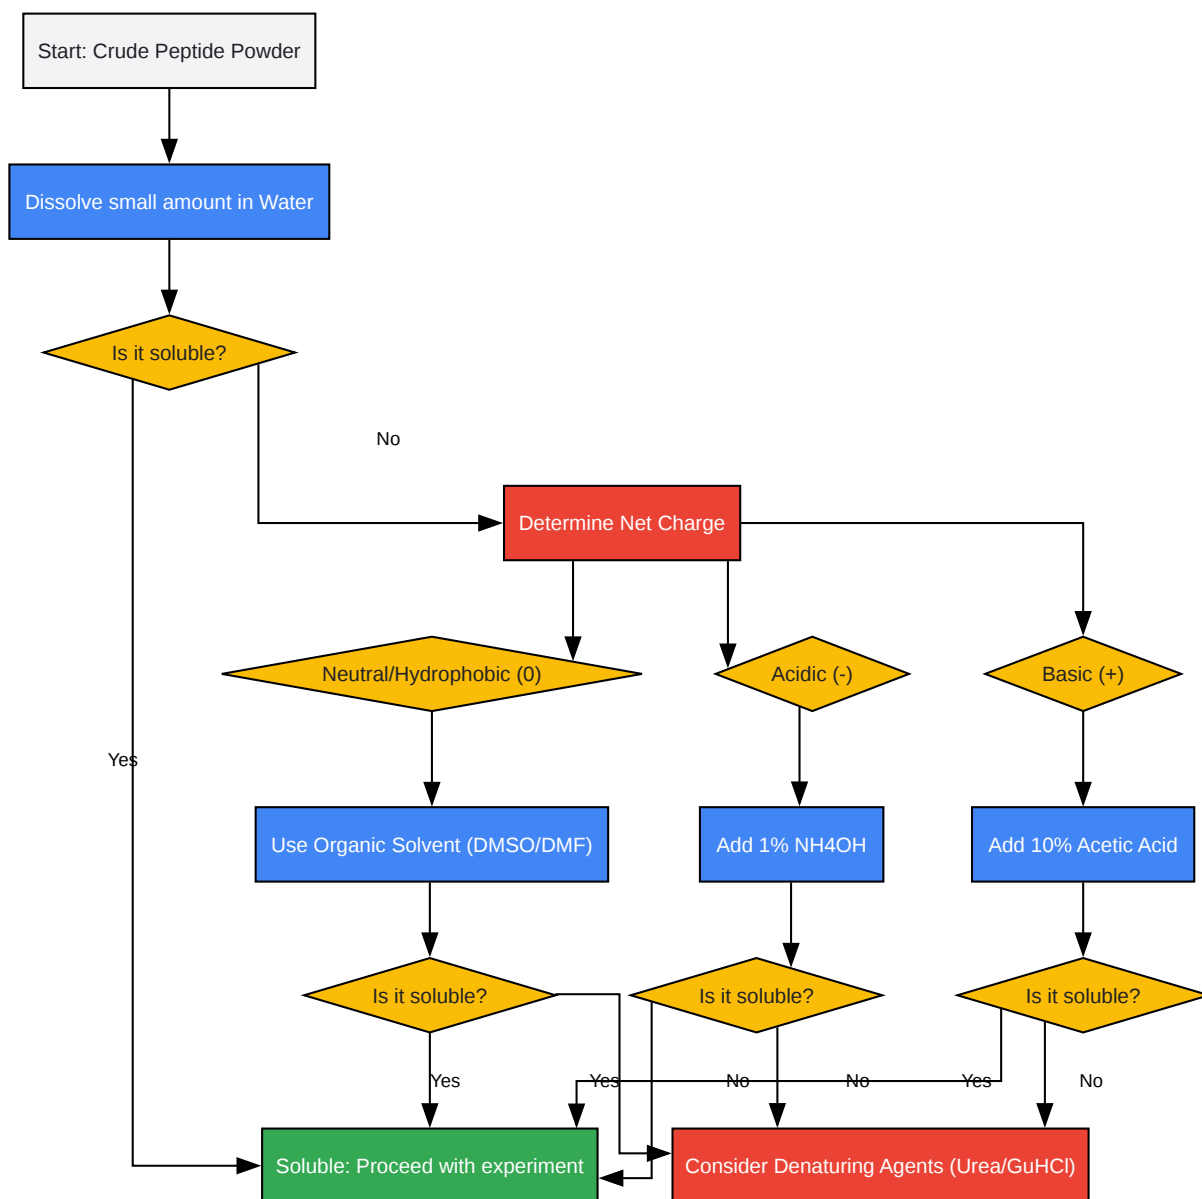 Start: Crude Peptide Powder
Dissolve small amount in Water
Is it soluble?
No
Determine Net Charge
Neutral/Hydrophobic (0)
Acidic (-)
Basic (+)
Yes
Use Organic Solvent (DMSO/DMF)
Add 1% NH4OH
Add 10% Acetic Acid
Is it soluble?
Is it soluble?
Is it soluble?
Yes
Yes
No
No
Yes
No
Soluble: Proceed with experiment
Consider Denaturing Agents (Urea/GuHCl)